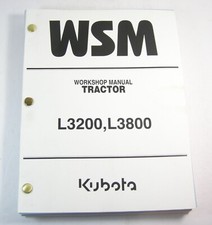 WSM
WORKSHOP MANUAL
TRACTOR
L3200,L3800
Kubota